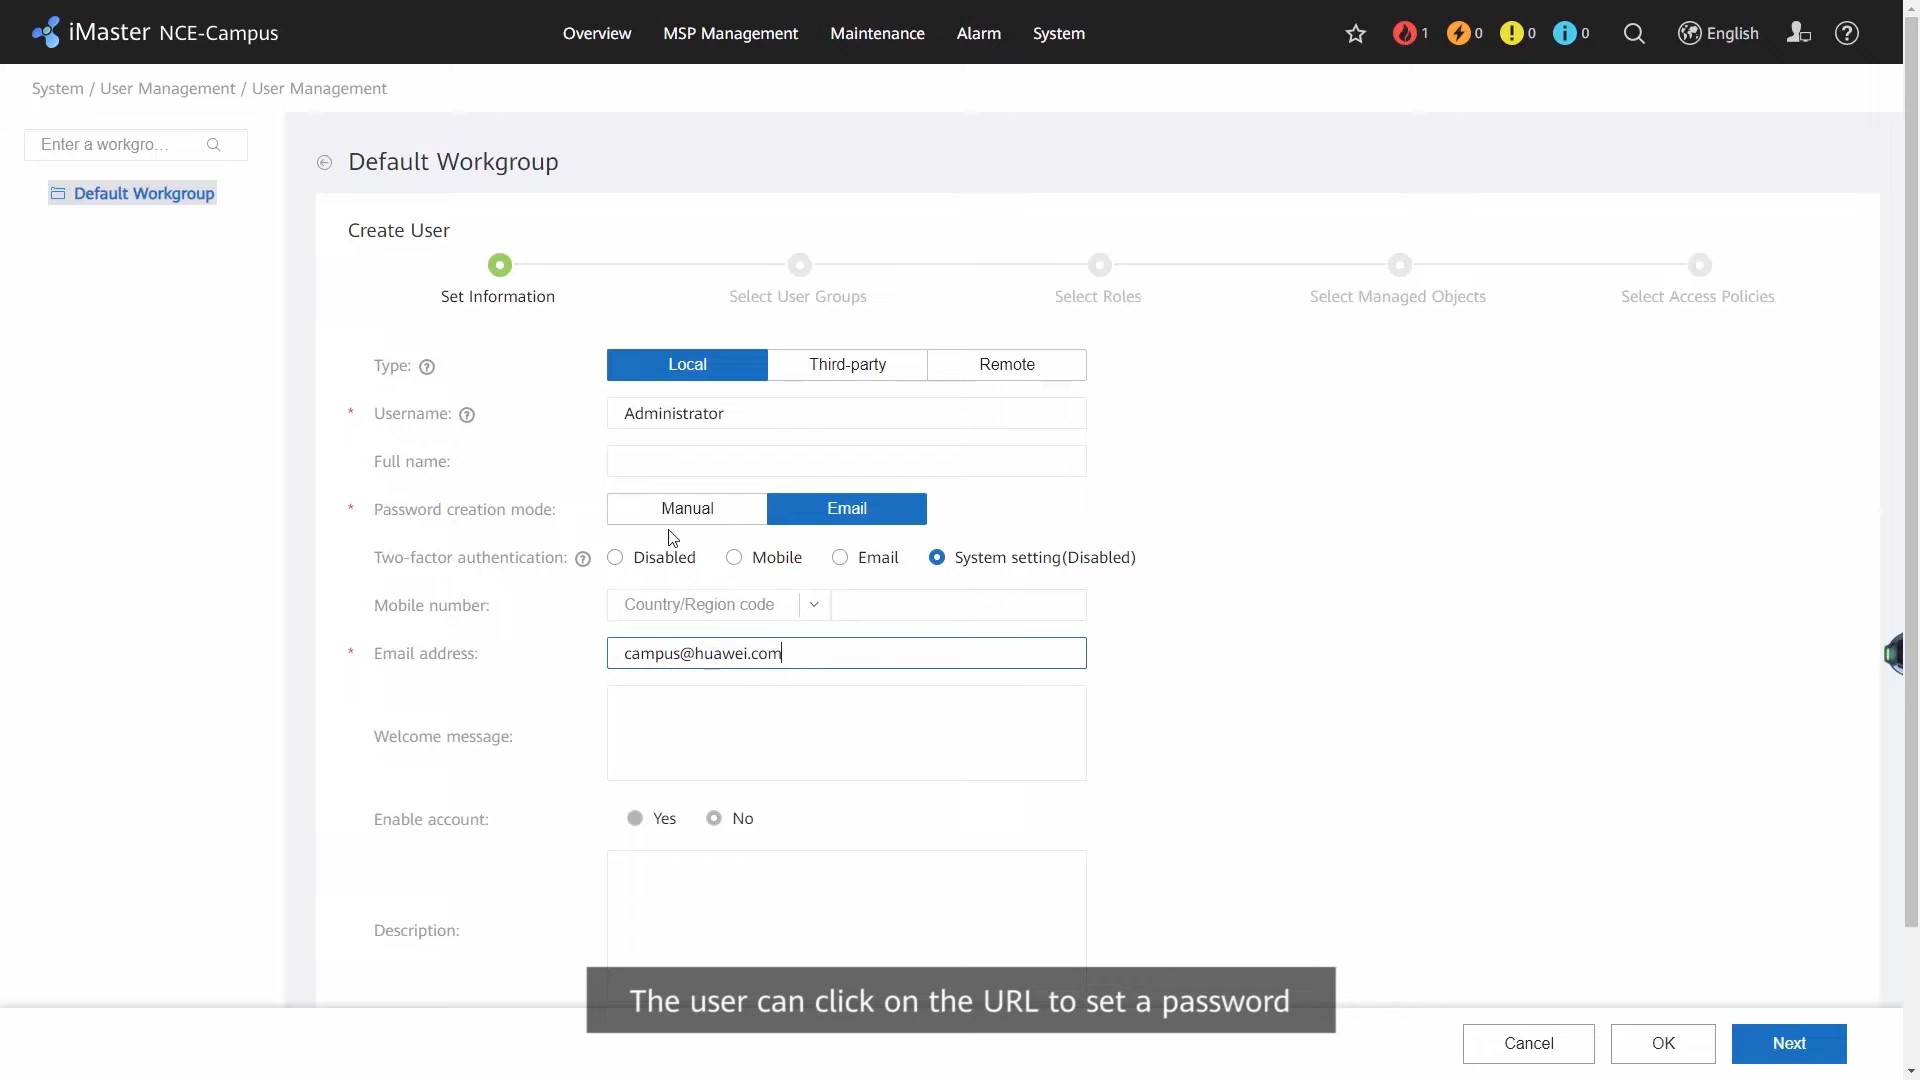 iMaster NCE-Campus
Overview MSP Management Maintenance Alarm System
1 0 0 0 English
System / User Management / User Management
Enter a workgro...
Default Workgroup
Default Workgroup
Create User
Set Information Select User Groups Select Roles Select Managed Objects Select Access Policies
Type: Local Third-party Remote
* Username: Administrator
Full name:
* Password creation mode: Manual Email
Two-factor authentication: Disabled Mobile Email System setting(Disabled)
Mobile number: Country/Region code
* Email address: campus@huawei.com
Welcome message:
Enable account: Yes No
Description:
The user can click on the URL to set a password
Cancel OK Next